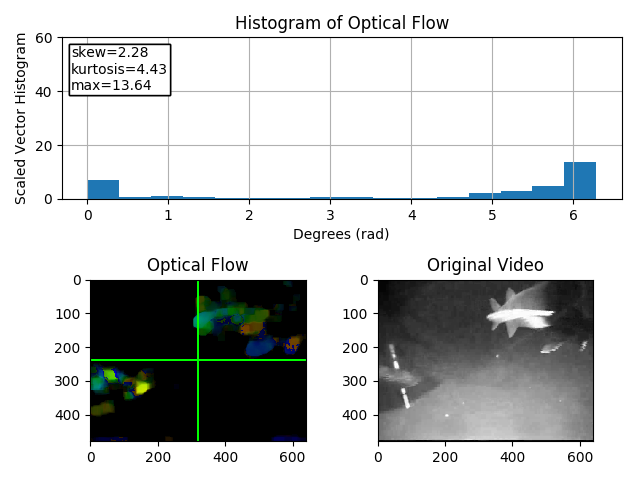 Histogram of Optical Flow
Scaled Vector Histogram
60
40
20
0
skew=2.28
kurtosis=4.43
max=13.64
0 1 2 3 4 5 6
Degrees (rad)
Optical Flow
0
100
200
300
400
0 200 400 600
Original Video
0
100
200
300
400
0 200 400 600